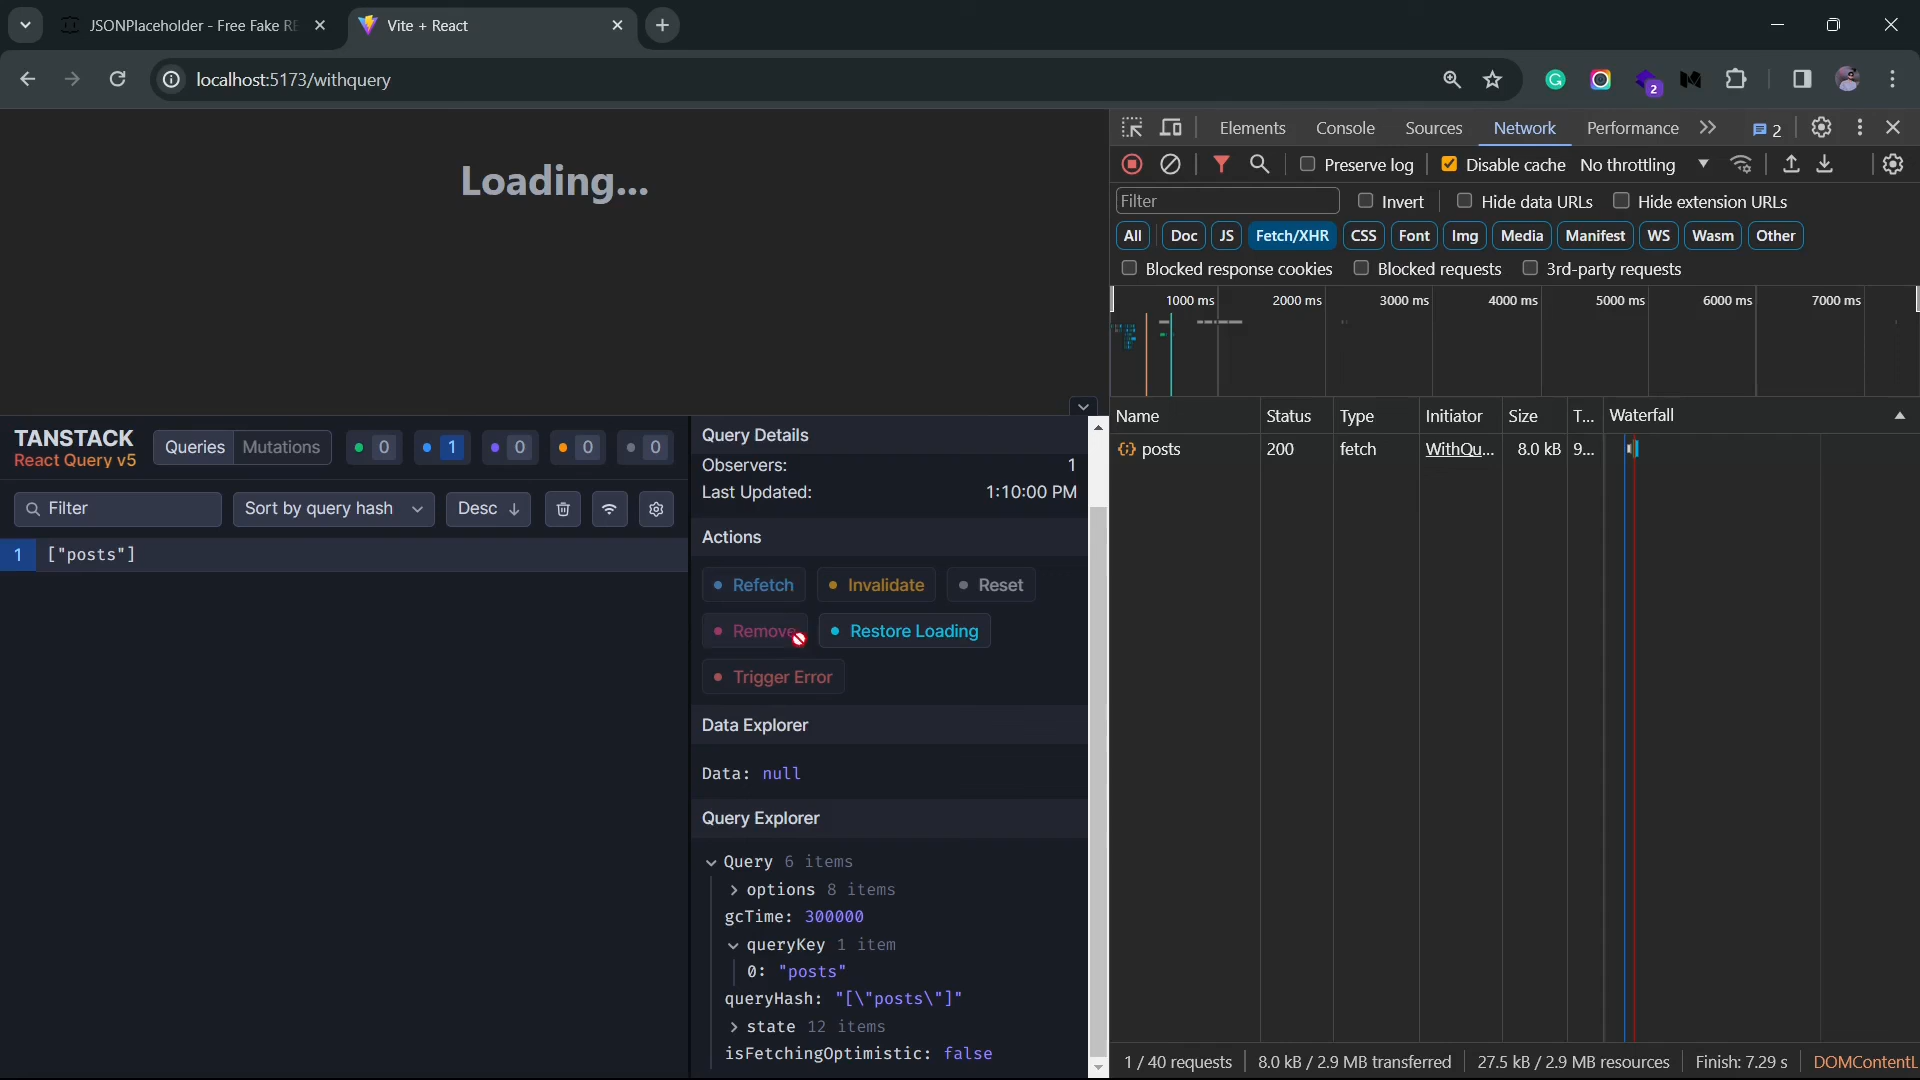 JSONPlaceholder - Free Fake RE
Vite + React
localhost:5173/withquery
2
Loading...
Elements Console Sources Network Performance 2
Preserve log Disable cache No throttling
Filter Invert Hide data URLs Hide extension URLs
All Doc JS Fetch/XHR CSS Font Img Media Manifest WS Wasm Other
Blocked response cookies Blocked requests 3rd-party requests
1000 ms 2000 ms 3000 ms 4000 ms 5000 ms 6000 ms 7000 ms
Name Status Type Initiator Size T... Waterfall
{;} posts 200 fetch WithQu... 8.0 kB 9...
1 / 40 requests 8.0 kB / 2.9 MB transferred 27.5 kB / 2.9 MB resources Finish: 7.29 s DOMContentL
TANSTACK
React Query v5
Queries Mutations 0 1 0 0 0
Filter Sort by query hash Desc ↓
1 ["posts"]
Query Details
Observers: 1
Last Updated: 1:10:00 PM
Actions
Refetch Invalidate Reset
Remove Restore Loading
Trigger Error
Data Explorer
Data: null
Query Explorer
Query 6 items
options 8 items
gcTime: 300000
queryKey 1 item
0: "posts"
queryHash: "[\"posts\"]"
state 12 items
isFetchingOptimistic: false